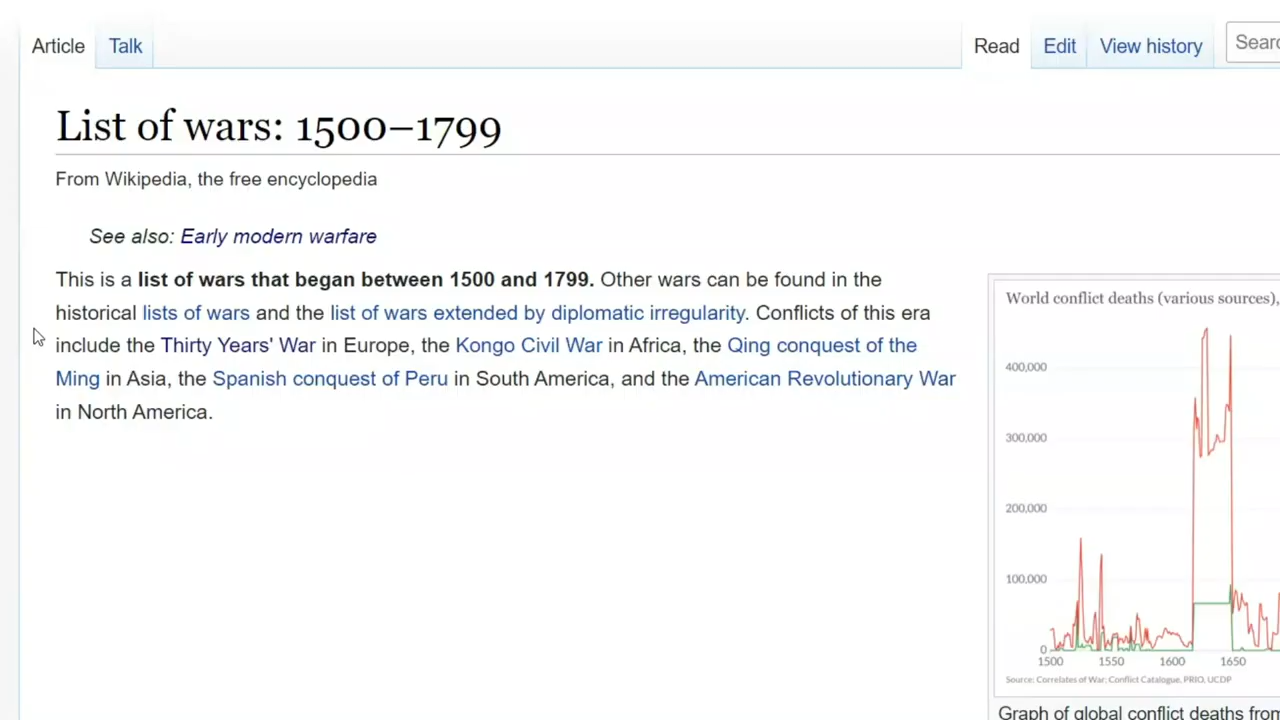 Article Talk Read Edit View history Sear
List of wars: 1500–1799
From Wikipedia, the free encyclopedia
See also: Early modern warfare
This is a list of wars that began between 1500 and 1799. Other wars can be found in the
historical lists of wars and the list of wars extended by diplomatic irregularity. Conflicts of this era
include the Thirty Years' War in Europe, the Kongo Civil War in Africa, the Qing conquest of the
Ming in Asia, the Spanish conquest of Peru in South America, and the American Revolutionary War
in North America.
World conflict deaths (various sources),
400,000
300,000
200,000
100,000
0
1500 1550 1600 1650
Source: Correlates of War; Conflict Catalogue, PRIO, UCDP
Graph of global conflict deaths from